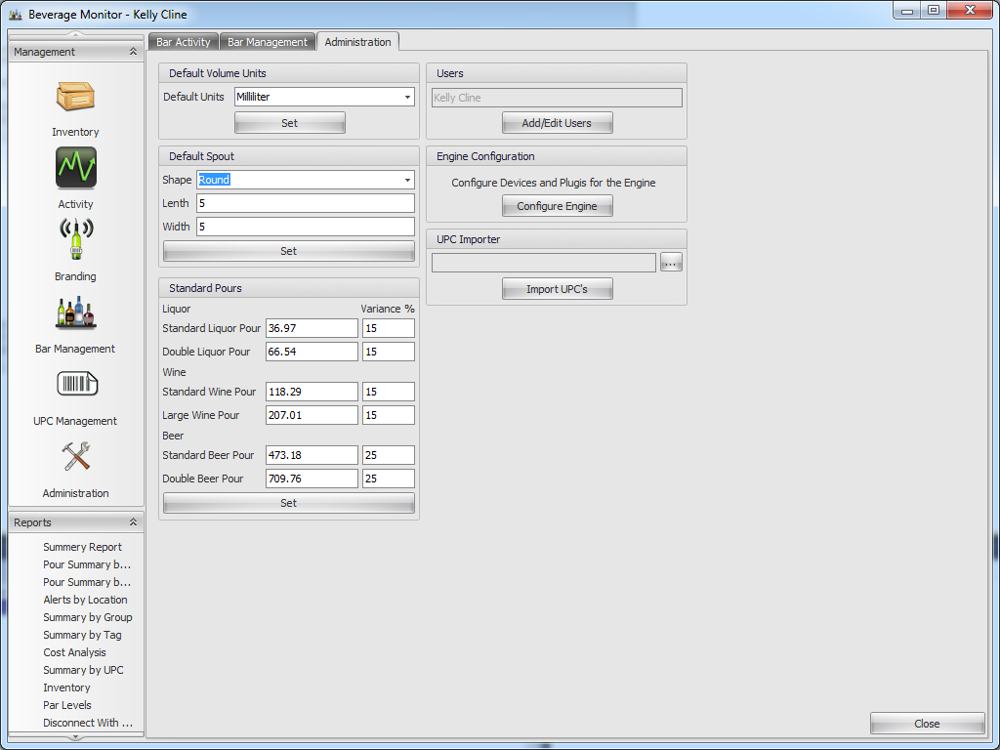 Beverage Monitor - Kelly Cline
Management
Inventory
Activity
Branding
Bar Management
UPC Management
Administration
Reports
Summery Report
Pour Summary b...
Pour Summary b...
Alerts by Location
Summary by Group
Summary by Tag
Cost Analysis
Summary by UPC
Inventory
Par Levels
Disconnect With ...
Bar Activity Bar Management Administration
Default Volume Units
Default Units Milliliter
Set
Default Spout
Shape Round
Lenth 5
Width 5
Set
Standard Pours
Liquor Variance %
Standard Liquor Pour 36.97 15
Double Liquor Pour 66.54 15
Wine
Standard Wine Pour 118.29 15
Large Wine Pour 207.01 15
Beer
Standard Beer Pour 473.18 25
Double Beer Pour 709.76 25
Set
Users
Kelly Cline
Add/Edit Users
Engine Configuration
Configure Devices and Plugis for the Engine
Configure Engine
UPC Importer
...
Import UPC's
Close